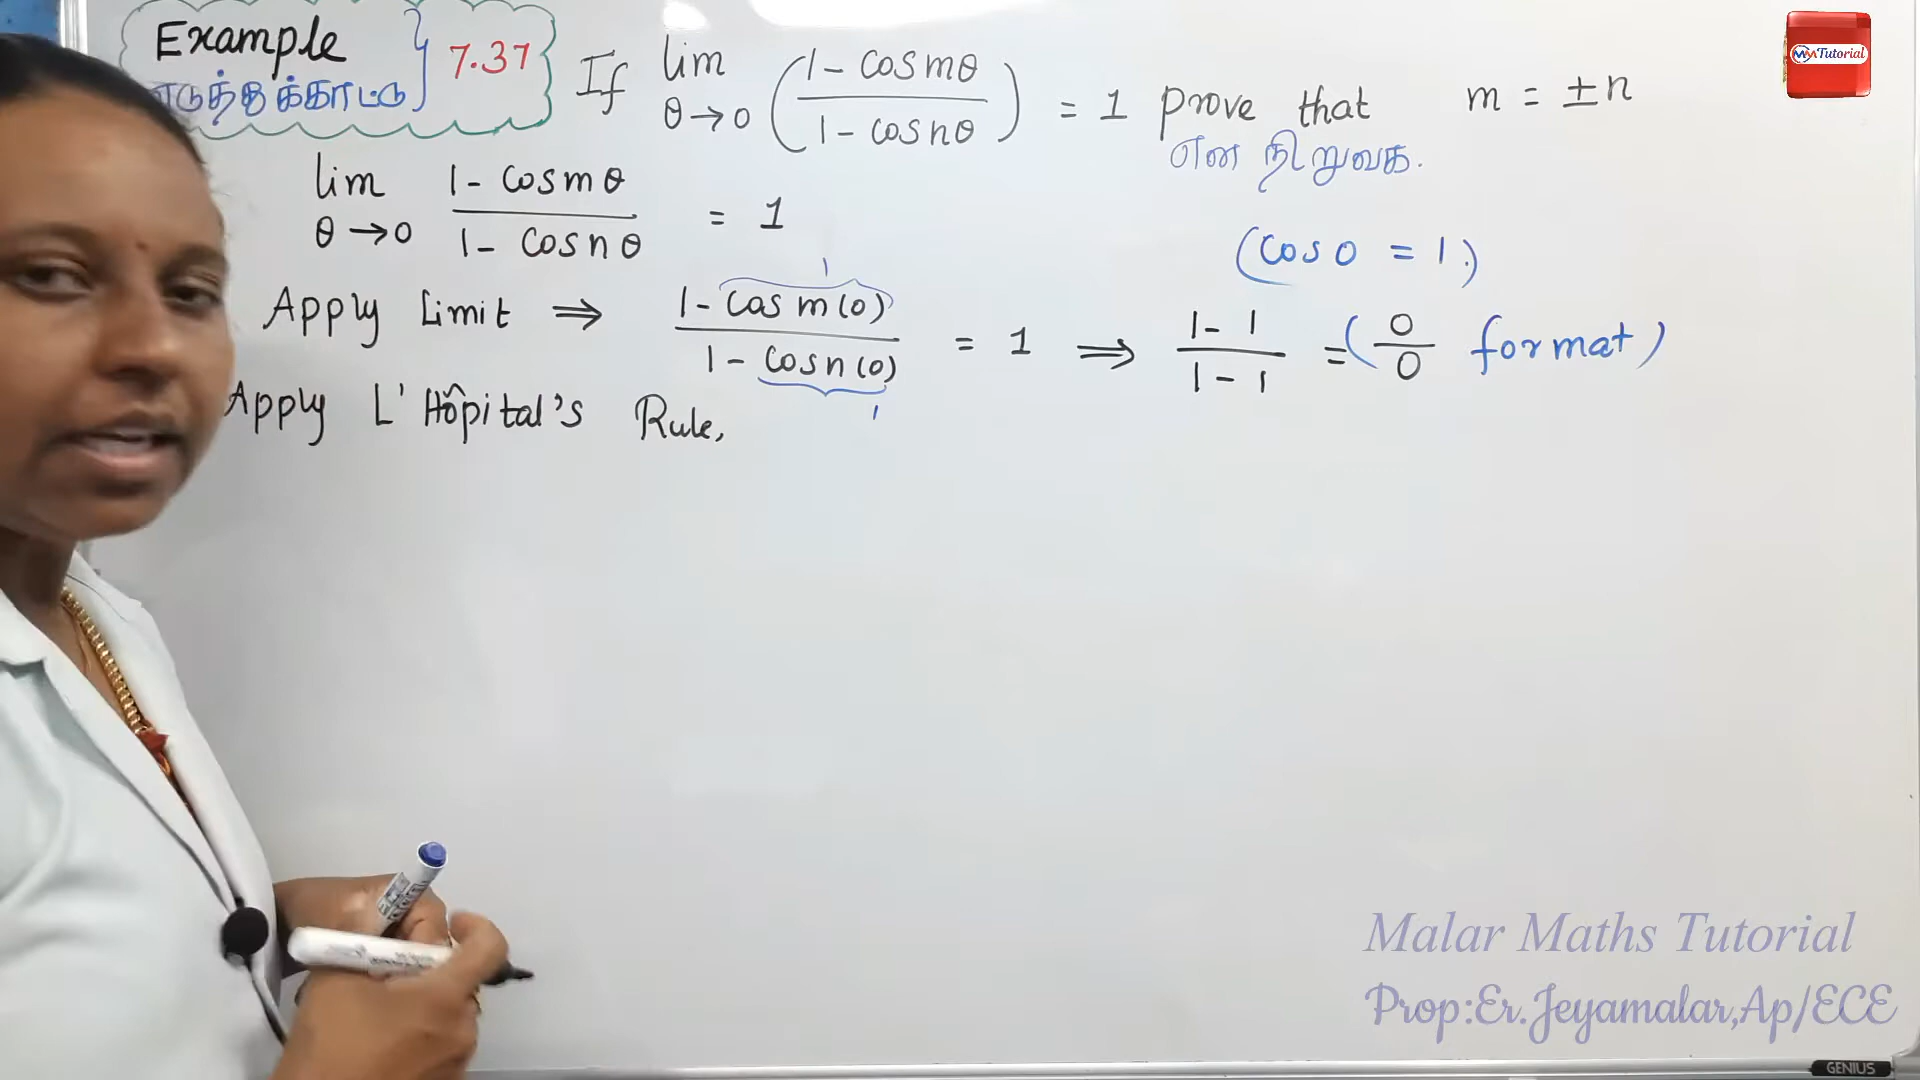 Example 7.37 If lim θ→0 (1 - cos mθ / 1 - cos nθ) = 1 prove that m = ±n
எடுத்துக்காட்டு என நிறுவுக.
lim θ→0 1 - cos mθ / 1 - cos nθ = 1
(cos 0 = 1)
Apply Limit ⇒ 1 - cos m(0) / 1 - cos n(0) = 1 ⇒ 1 - 1 / 1 - 1 = (0/0 format)
1
1
Apply L'Hôpital's Rule,
MM Tutorial
Malar Maths Tutorial
Prop:Er.Jeyamalar,Ap/ECE
GENIUS